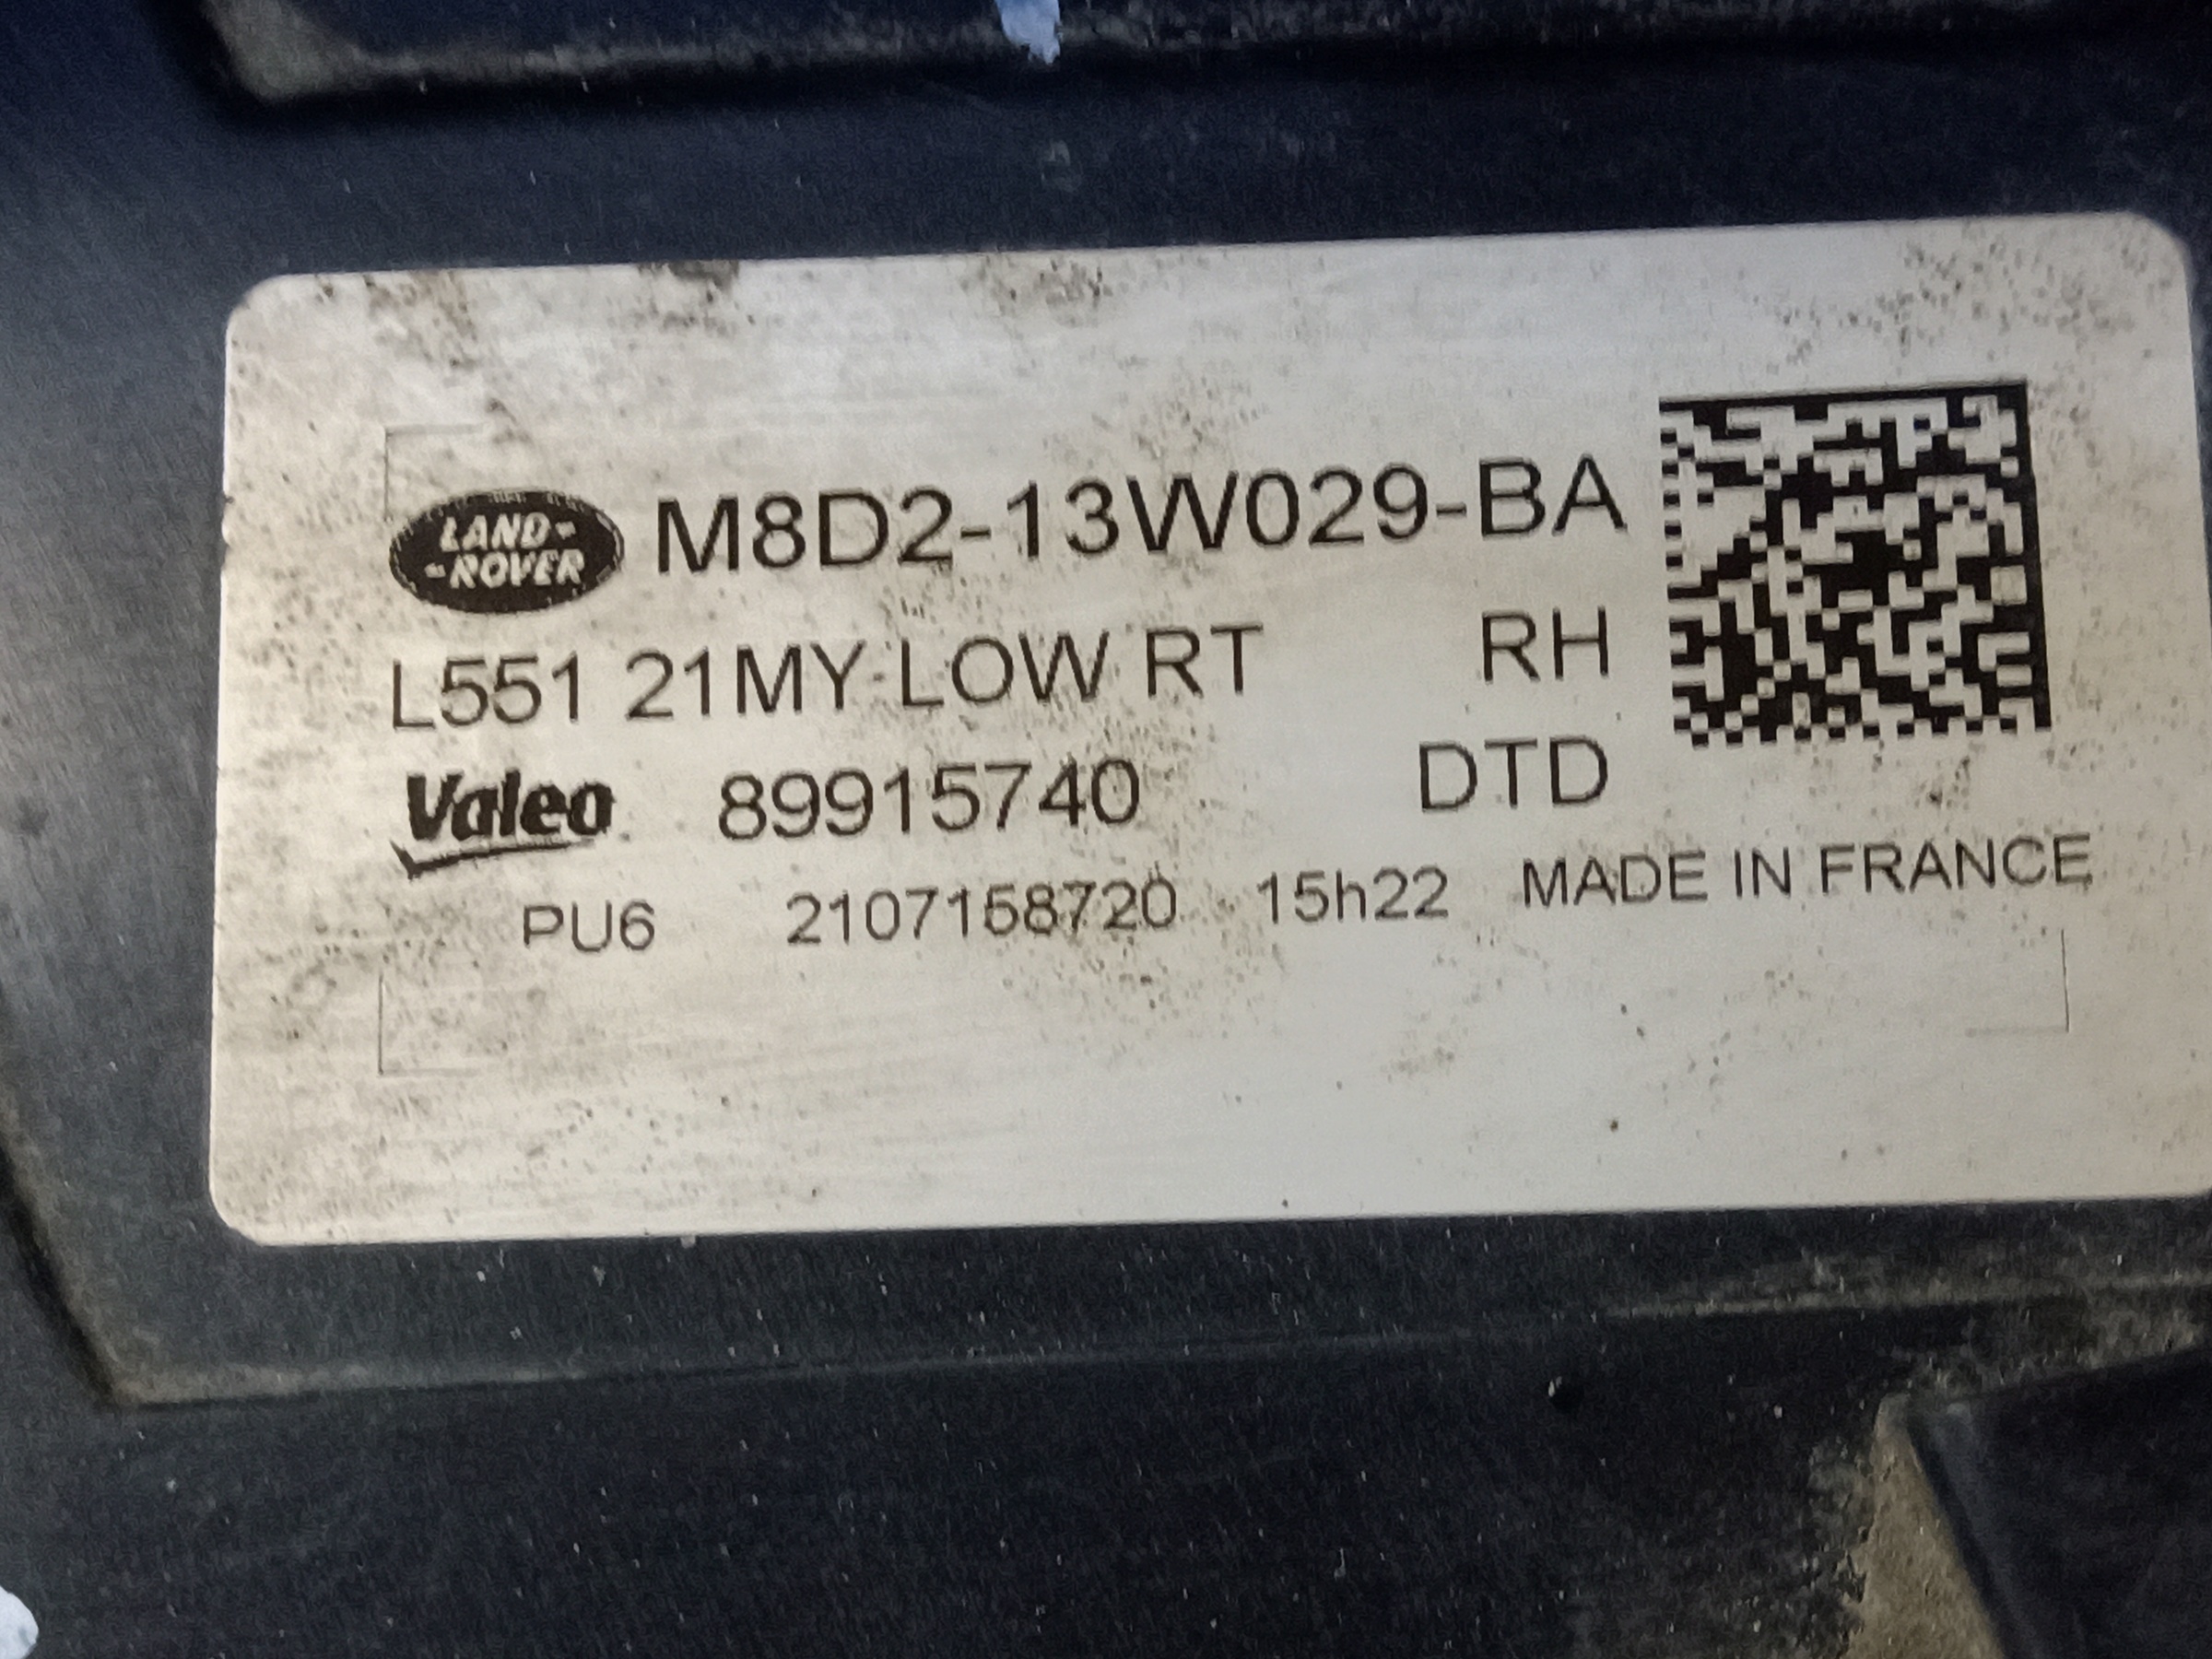 LAND-
-ROVER
M8D2-13W029-BA
L551 21MY LOW RT RH
Valeo 89915740 DTD
PU6 2107158720 15h22 MADE IN FRANCE